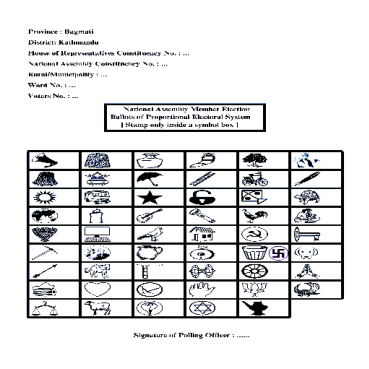 Province : Bagmati
District: Kathmandu
House of Representatives Constituency No. : ...
National Assembly Constituency No. : ...
Rural/Municipality : ...
Word No. : ...
Voters No. : ...
National Assembly Member Election
Ballots of Proportional Electoral System
[ Stamp only inside a symbol box ]
Signature of Polling Officer : ......